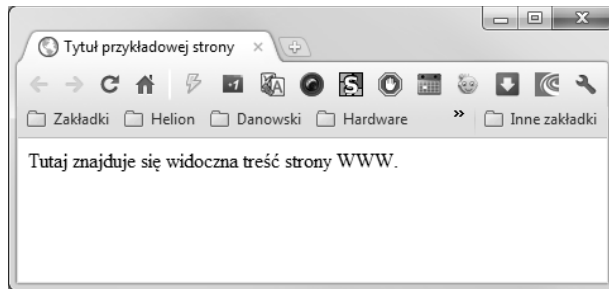 Tytuł przykładowej strony
Zakładki Helion Danowski Hardware » Inne zakładki
Tutaj znajduje się widoczna treść strony WWW.